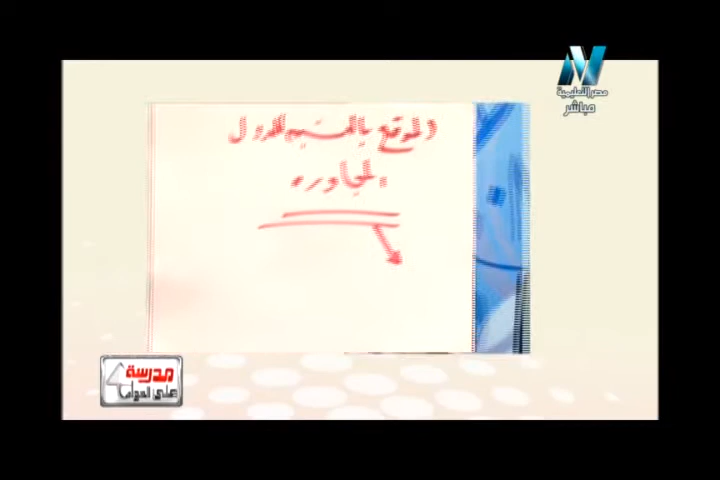 مصر التعليمية
مباشر
الموقع بالنسبة للدول
المجاورة
مدرسة
على الهواء